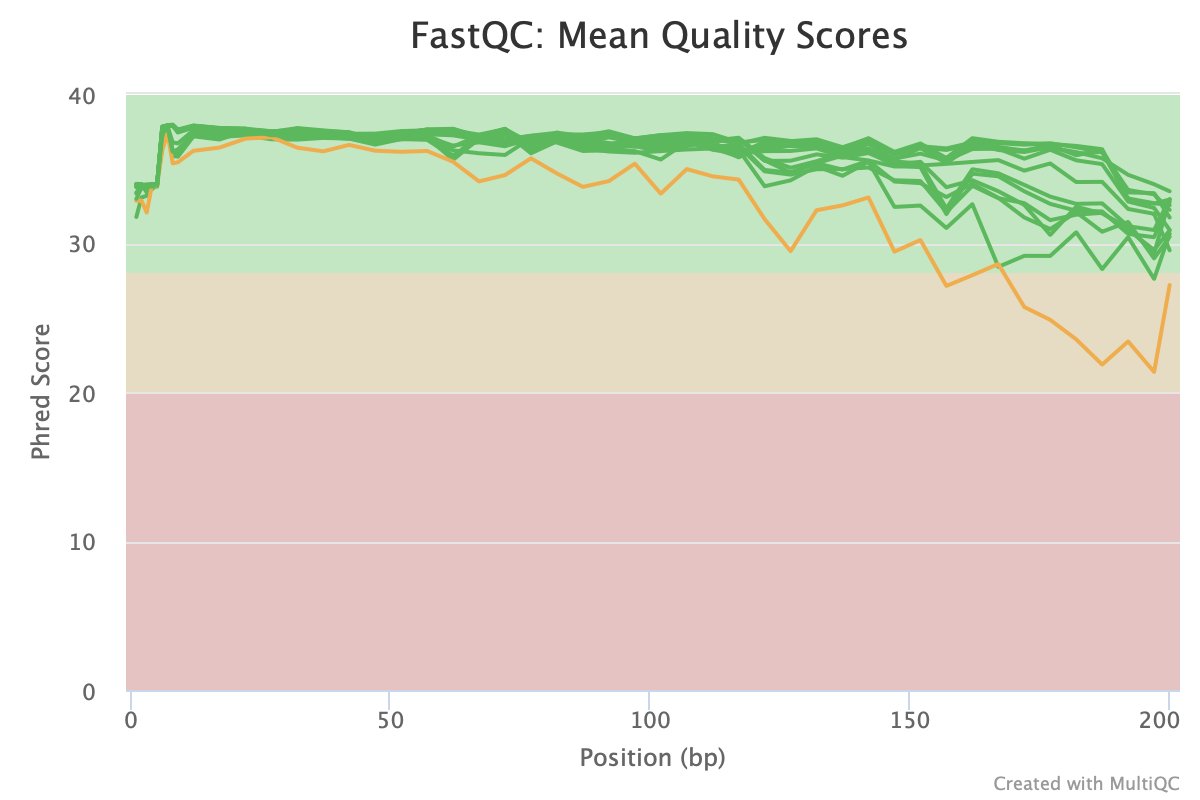 FastQC: Mean Quality Scores
40
30
20
10
0
Phred Score
0 50 100 150 200
Position (bp)
Created with MultiQC